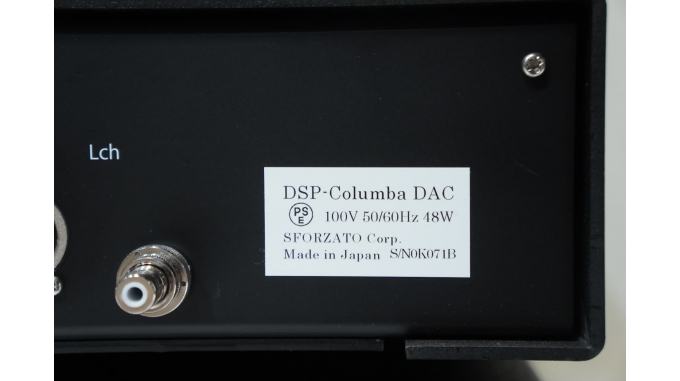 Lch
DSP-Columba DAC
PS E 100V 50/60Hz 48W
SFORZATO Corp.
Made in Japan S/N0K071B